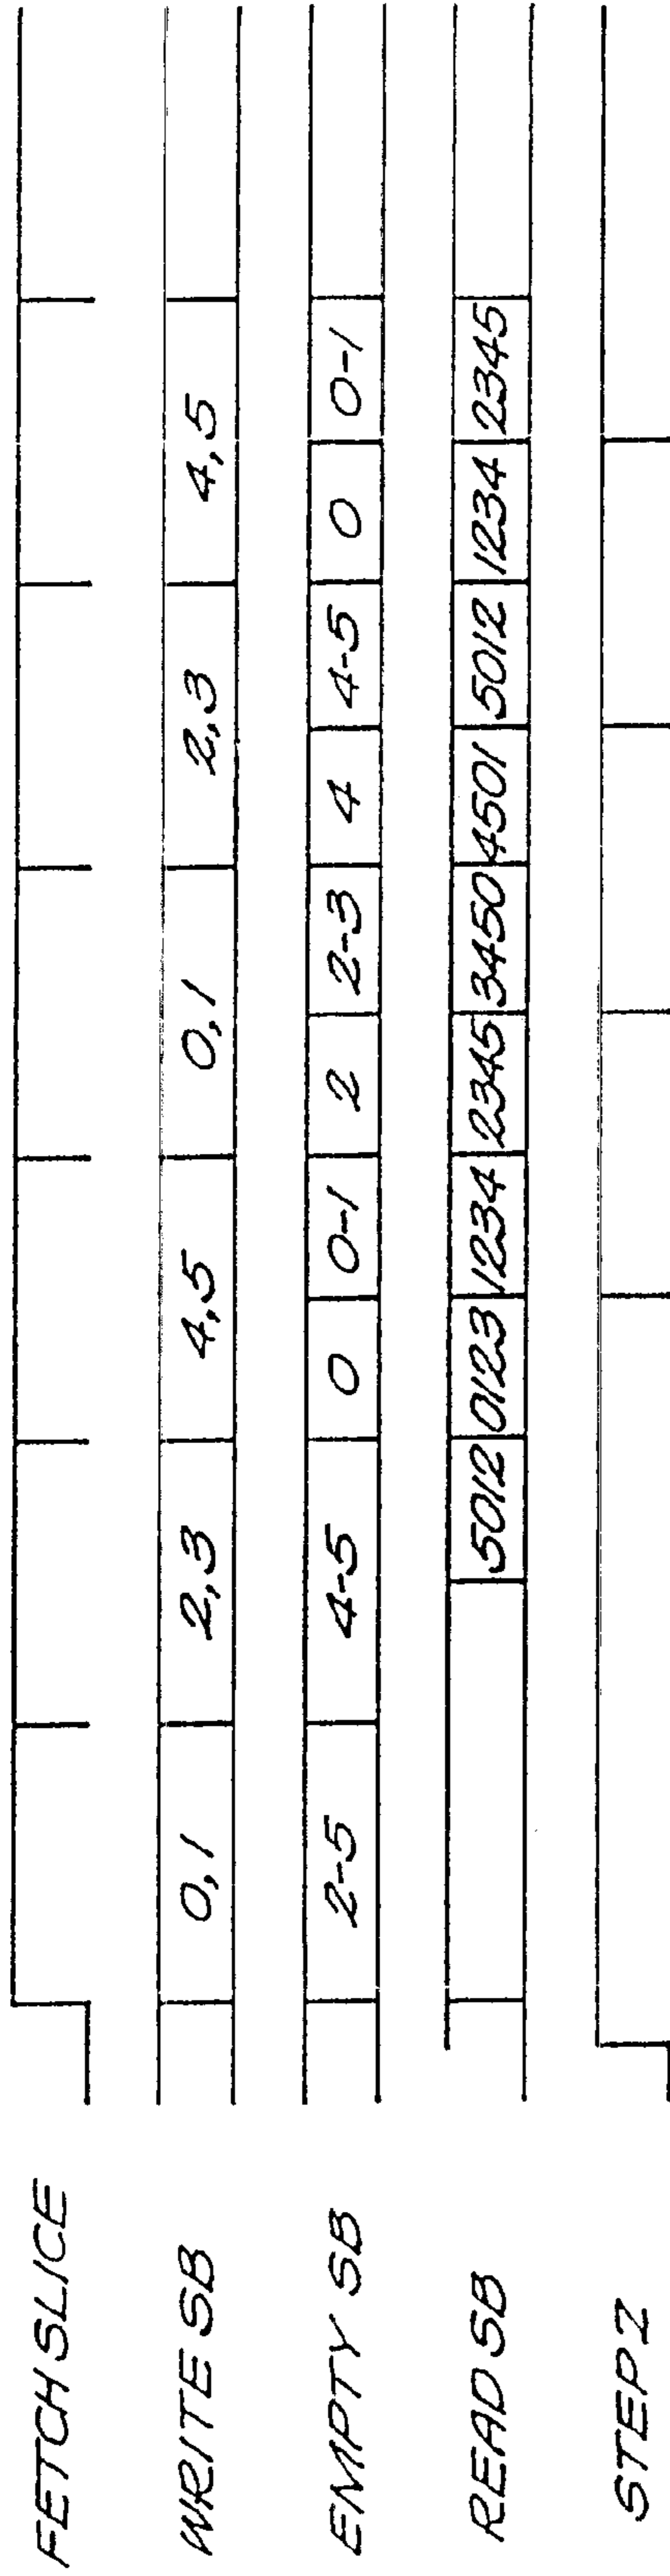 FETCH SLICE
WRITE SB 0,1 2,3 4,5 0,1 2,3 4,5
EMPTY SB 2-5 4-5 0 0-1 2 2-3 4 4-5 0 0-1
READ SB 5012 0123 1234 2345 3450 4501 5012 1234 2345
STEP Z